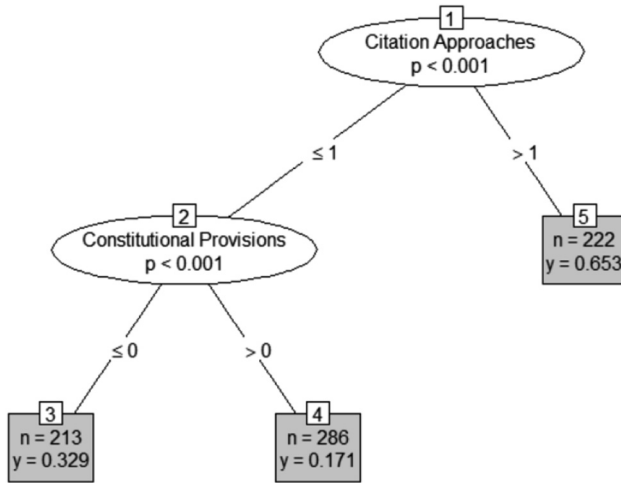 1
Citation Approaches
p < 0.001
≤ 1
> 1
2
Constitutional Provisions
p < 0.001
5
n = 222
y = 0.653
≤ 0
> 0
3
n = 213
y = 0.329
4
n = 286
y = 0.171